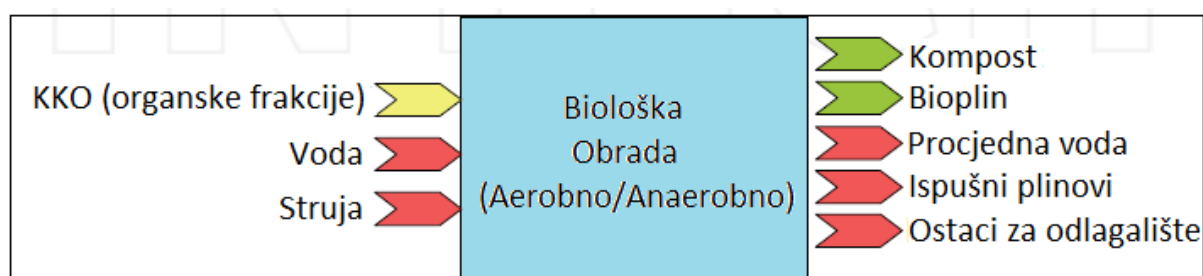 KKO (organske frakcije)
Voda
Struja
Biološka
Obrada
(Aerobno/Anaerobno)
Kompost
Bioplin
Procjedna voda
Ispušni plinovi
Ostaci za odlagalište